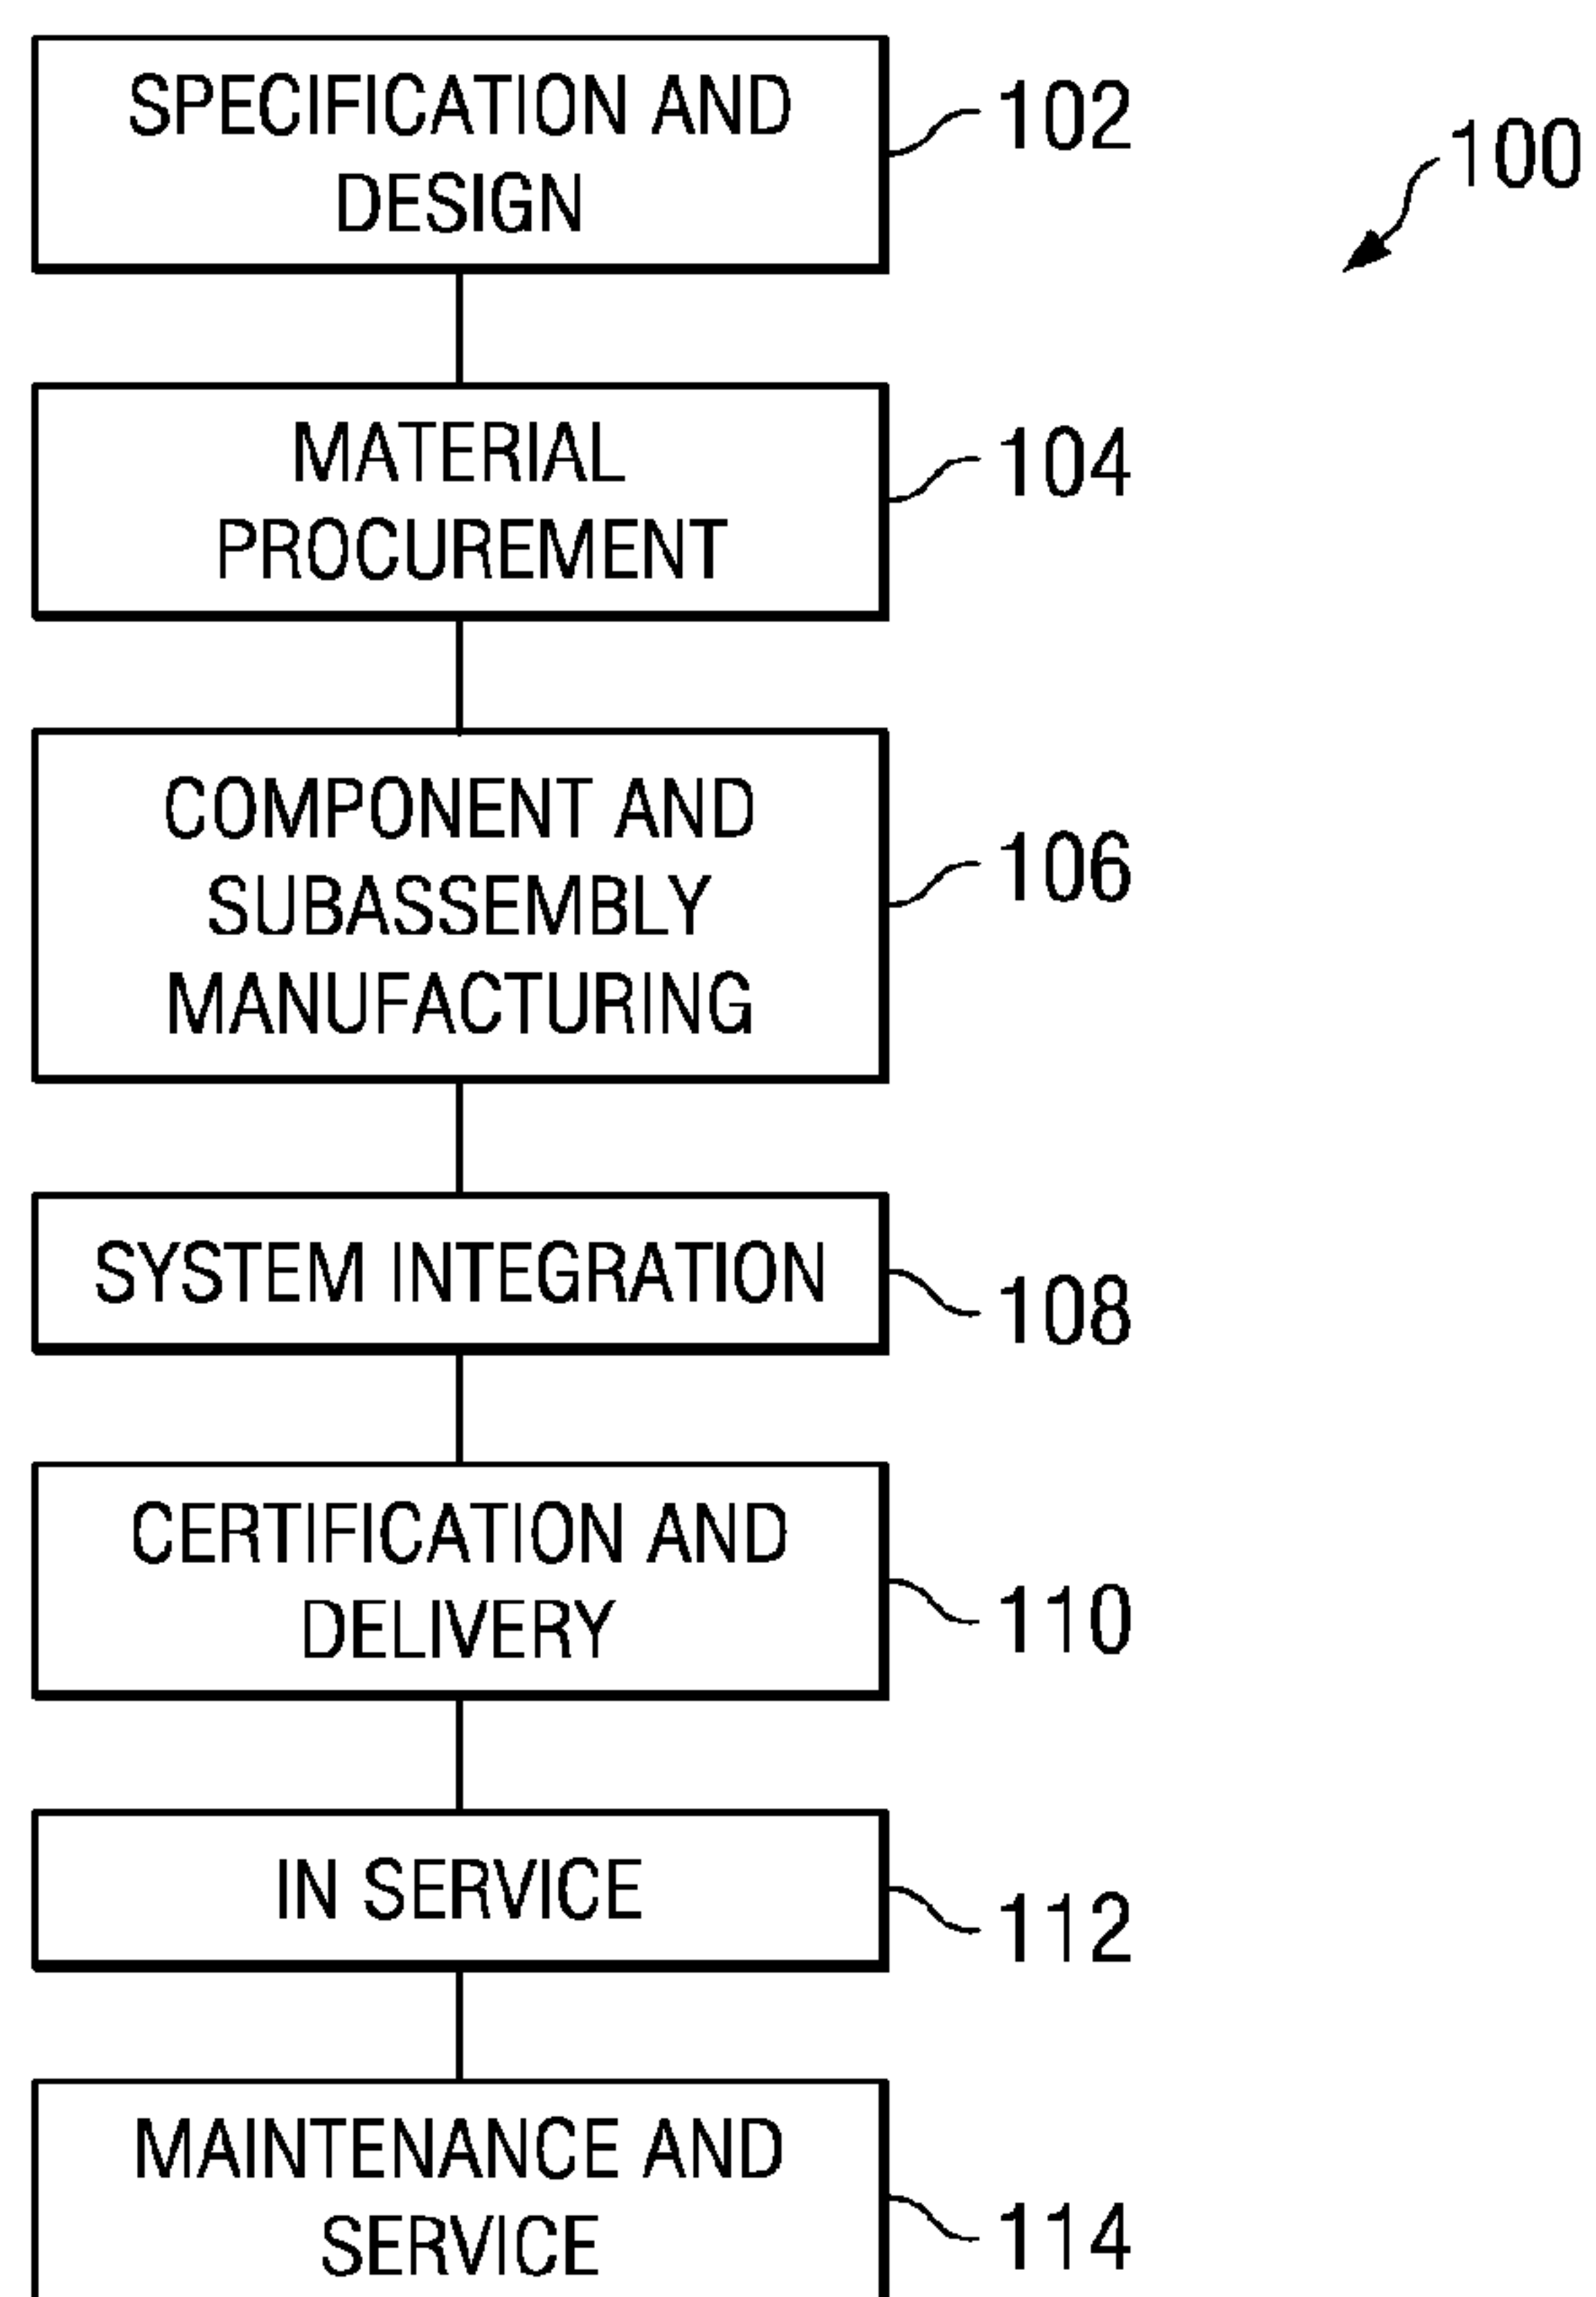 SPECIFICATION AND
DESIGN
102
100
MATERIAL
PROCUREMENT
104
COMPONENT AND
SUBASSEMBLY
MANUFACTURING
106
SYSTEM INTEGRATION
108
CERTIFICATION AND
DELIVERY
110
IN SERVICE
112
MAINTENANCE AND
SERVICE
114